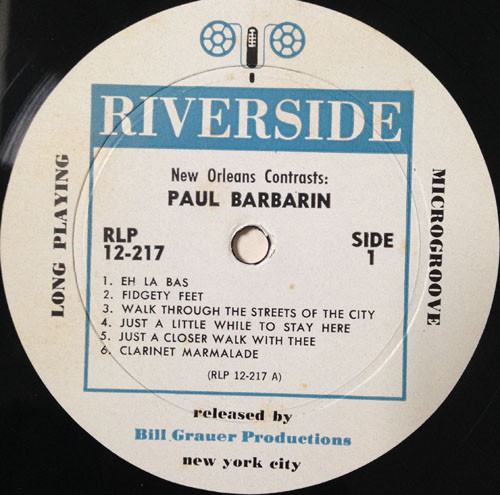 RIVERSIDE
New Orleans Contrasts:
PAUL BARBARIN
LONG PLAYING
MICROGROOVE
RLP
12-217
SIDE
1
1. EH LA BAS
2. FIDGETY FEET
3. WALK THROUGH THE STREETS OF THE CITY
4. JUST A LITTLE WHILE TO STAY HERE
5. JUST A CLOSER WALK WITH THEE
6. CLARINET MARMALADE
(RLP 12-217 A)
released by
Bill Grauer Productions
new york city